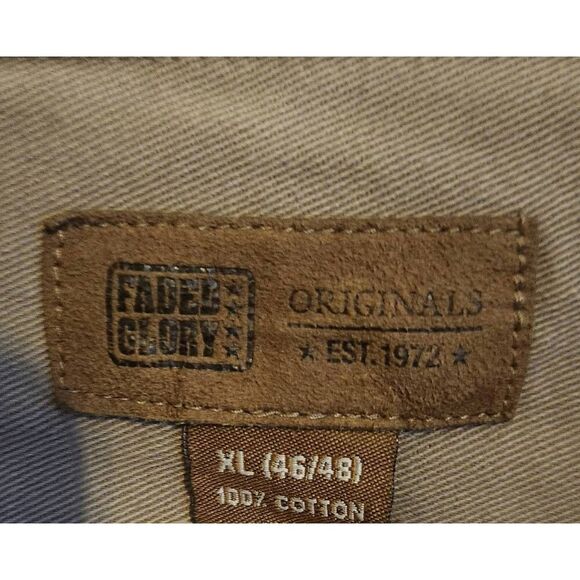 FADED
GLORY
ORIGINALS
★ EST.1972 ★
XL (46/48)
100% COTTON